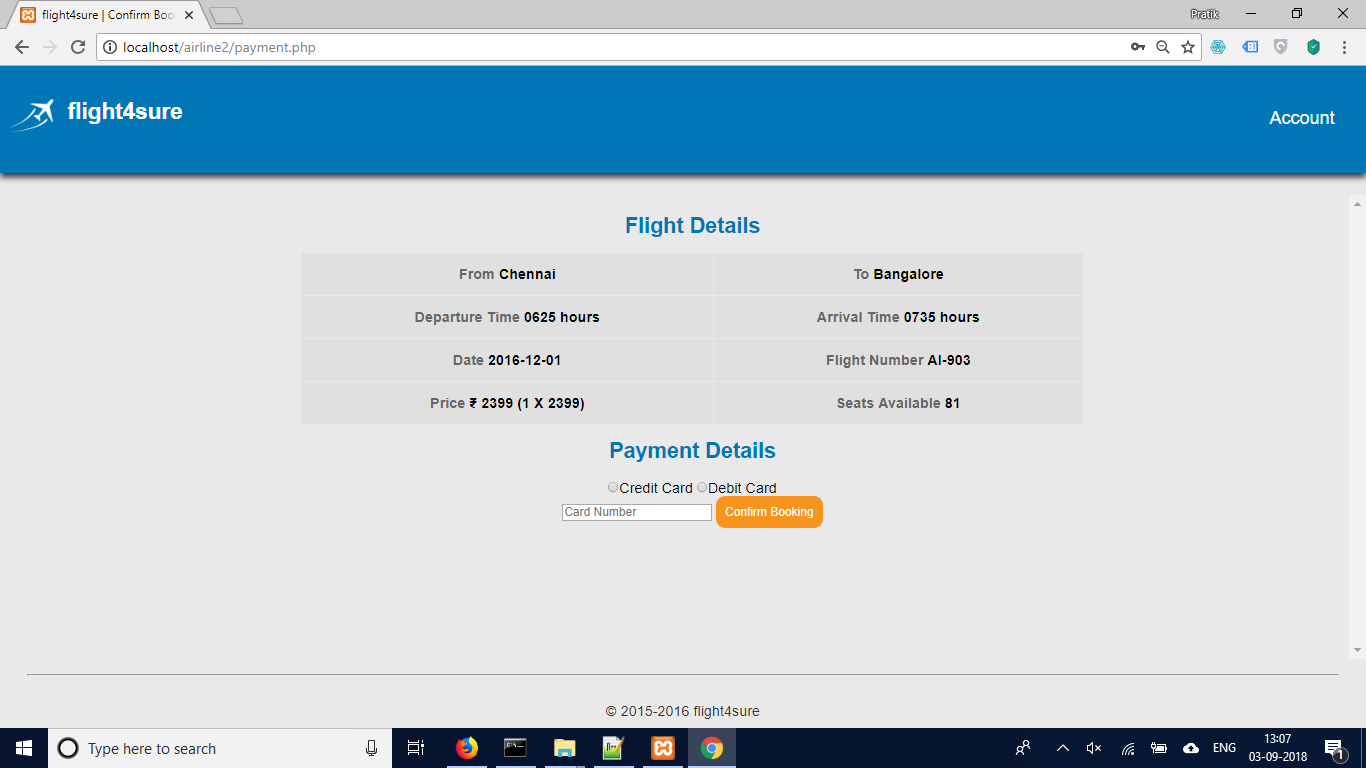 flight4sure | Confirm Boo
Pratik
localhost/airline2/payment.php
flight4sure
Account
Flight Details
From Chennai
To Bangalore
Departure Time 0625 hours
Arrival Time 0735 hours
Date 2016-12-01
Flight Number AI-903
Price ₹ 2399 (1 X 2399)
Seats Available 81
Payment Details
Credit Card Debit Card
Card Number
Confirm Booking
© 2015-2016 flight4sure
Type here to search
ENG
13:07
03-09-2018
1